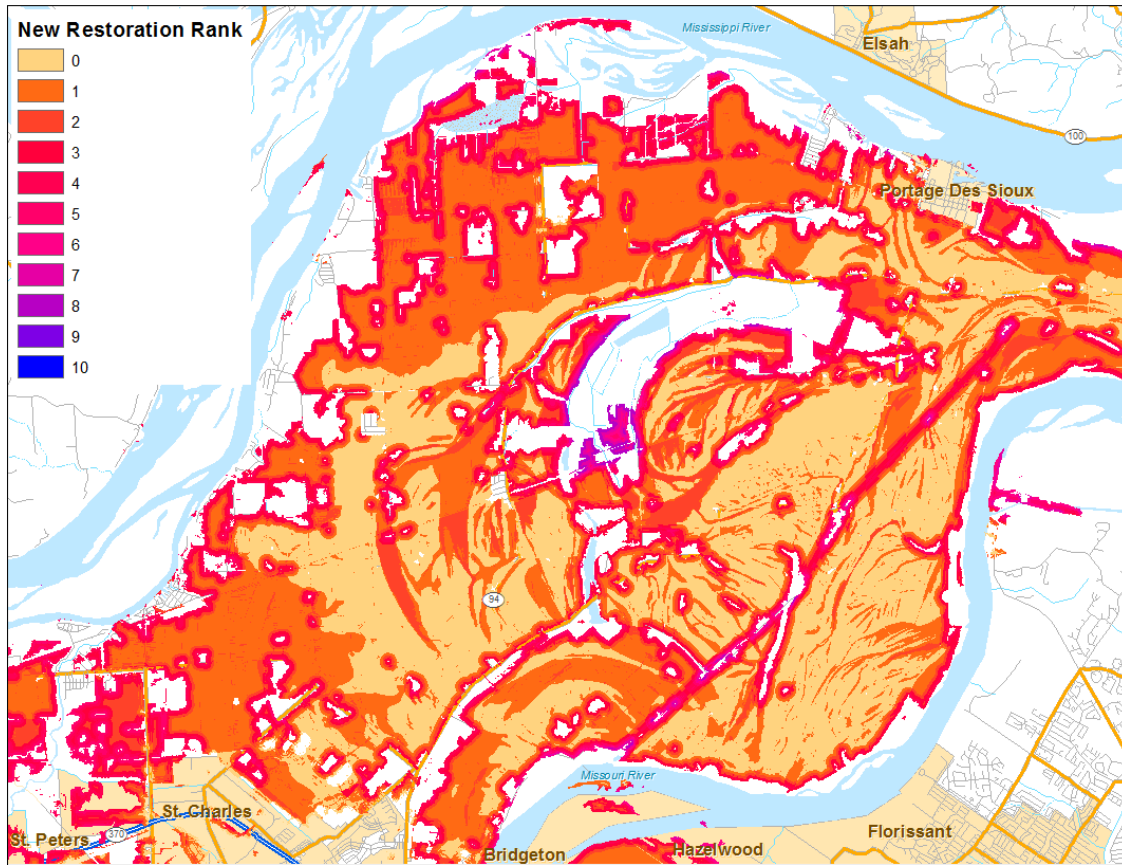 New Restoration Rank
0
1
2
3
4
5
6
7
8
9
10
Mississippi River
Elsah
100
Portage Des Sioux
94
Missouri River
St. Charles
370
St. Peters
Florissant
Hazelwood
Bridgeton